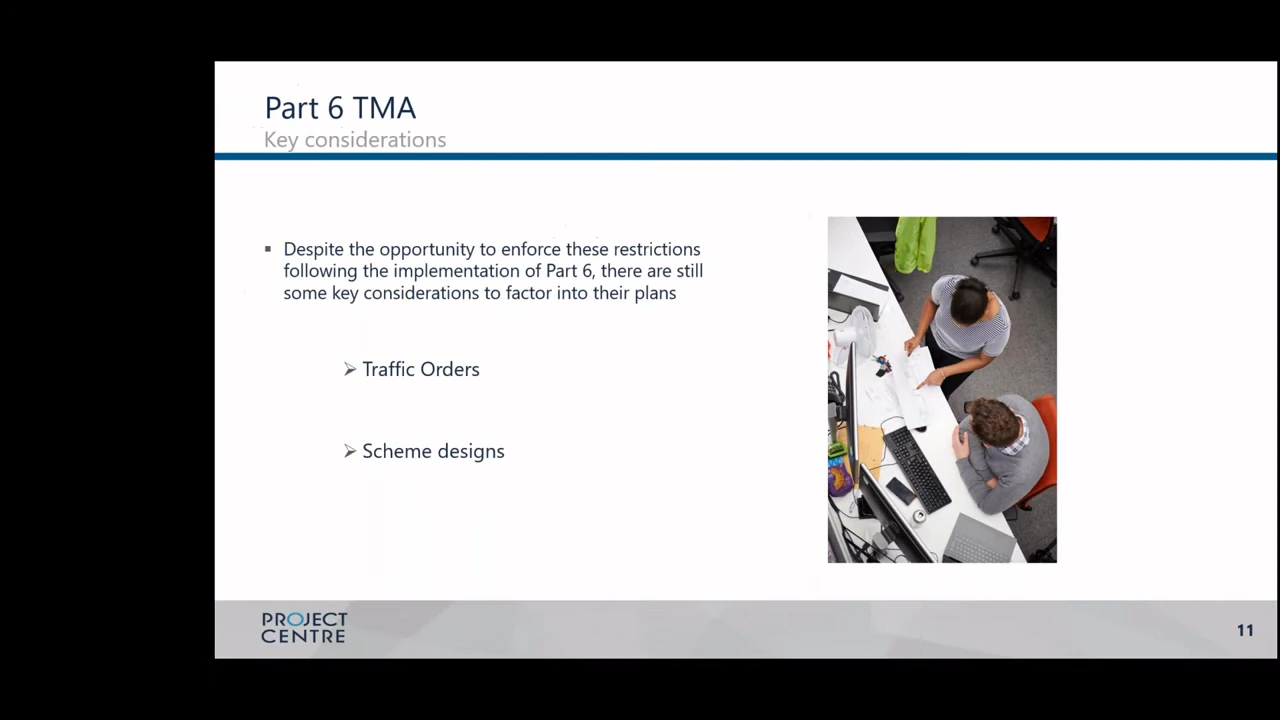 Part 6 TMA
Key considerations
▪ Despite the opportunity to enforce these restrictions
following the implementation of Part 6, there are still
some key considerations to factor into their plans
➢ Traffic Orders
➢ Scheme designs
PROJECT
CENTRE
11